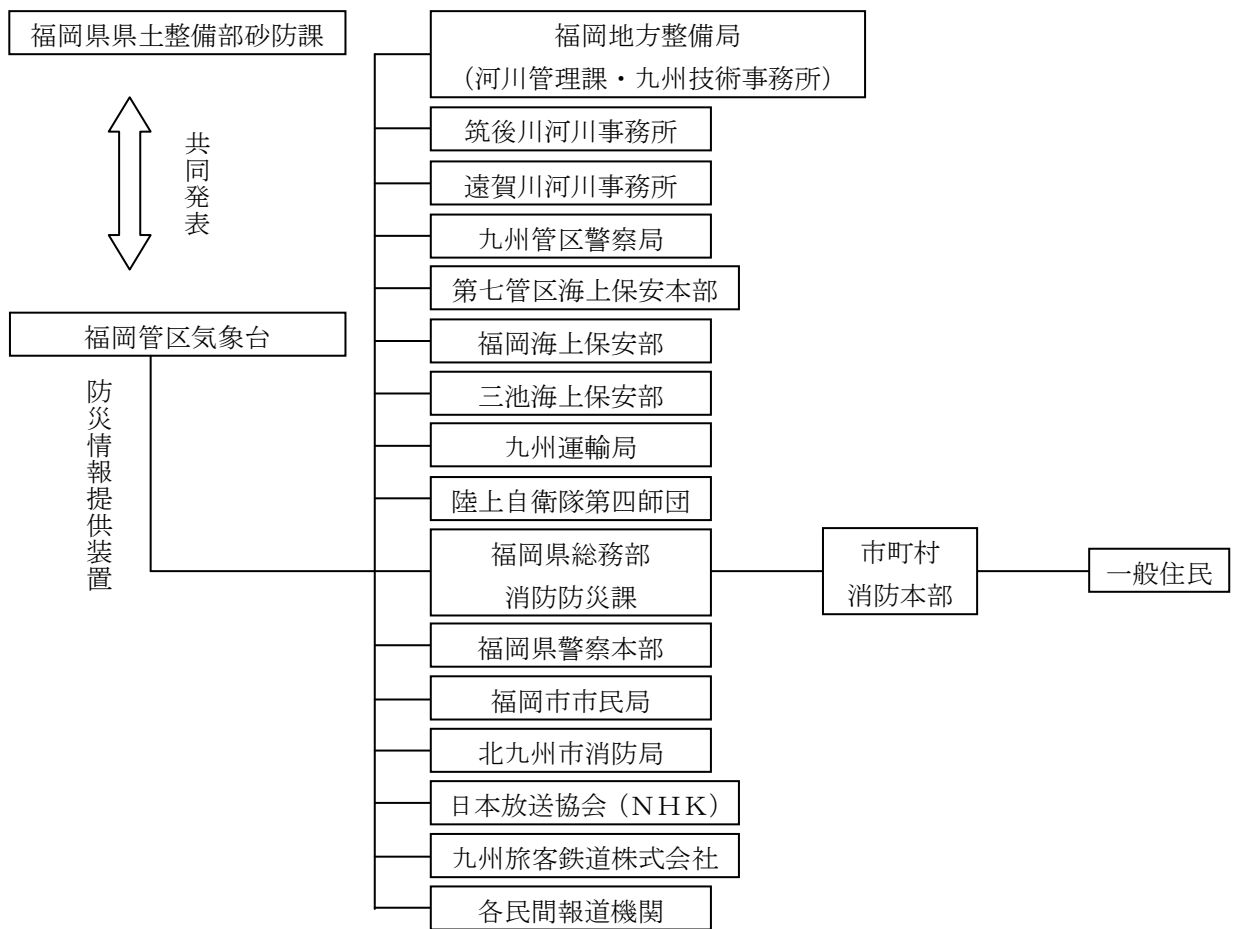 福岡県県土整備部砂防課
共同発表
福岡管区気象台
防災情報提供装置
福岡地方整備局
（河川管理課・九州技術事務所）
筑後川河川事務所
遠賀川河川事務所
九州管区警察局
第七管区海上保安本部
福岡海上保安部
三池海上保安部
九州運輸局
陸上自衛隊第四師団
福岡県総務部
消防防災課
市町村
消防本部
一般住民
福岡県警察本部
福岡市市民局
北九州市消防局
日本放送協会（ＮＨＫ）
九州旅客鉄道株式会社
各民間報道機関